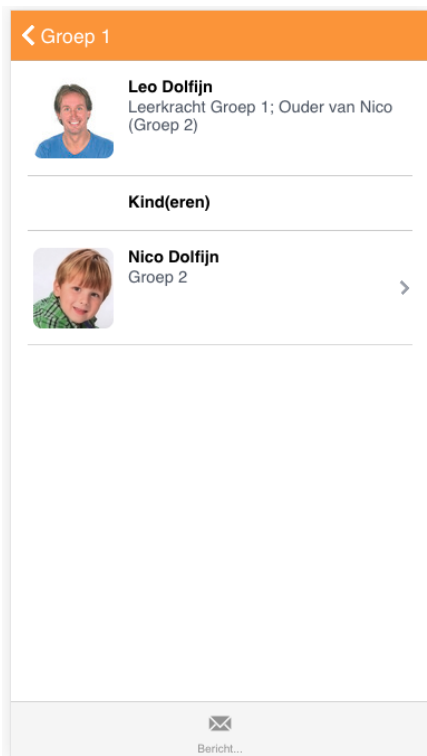 Groep 1
Leo Dolfijn
Leerkracht Groep 1; Ouder van Nico
(Groep 2)
Kind(eren)
Nico Dolfijn
Groep 2
Bericht...